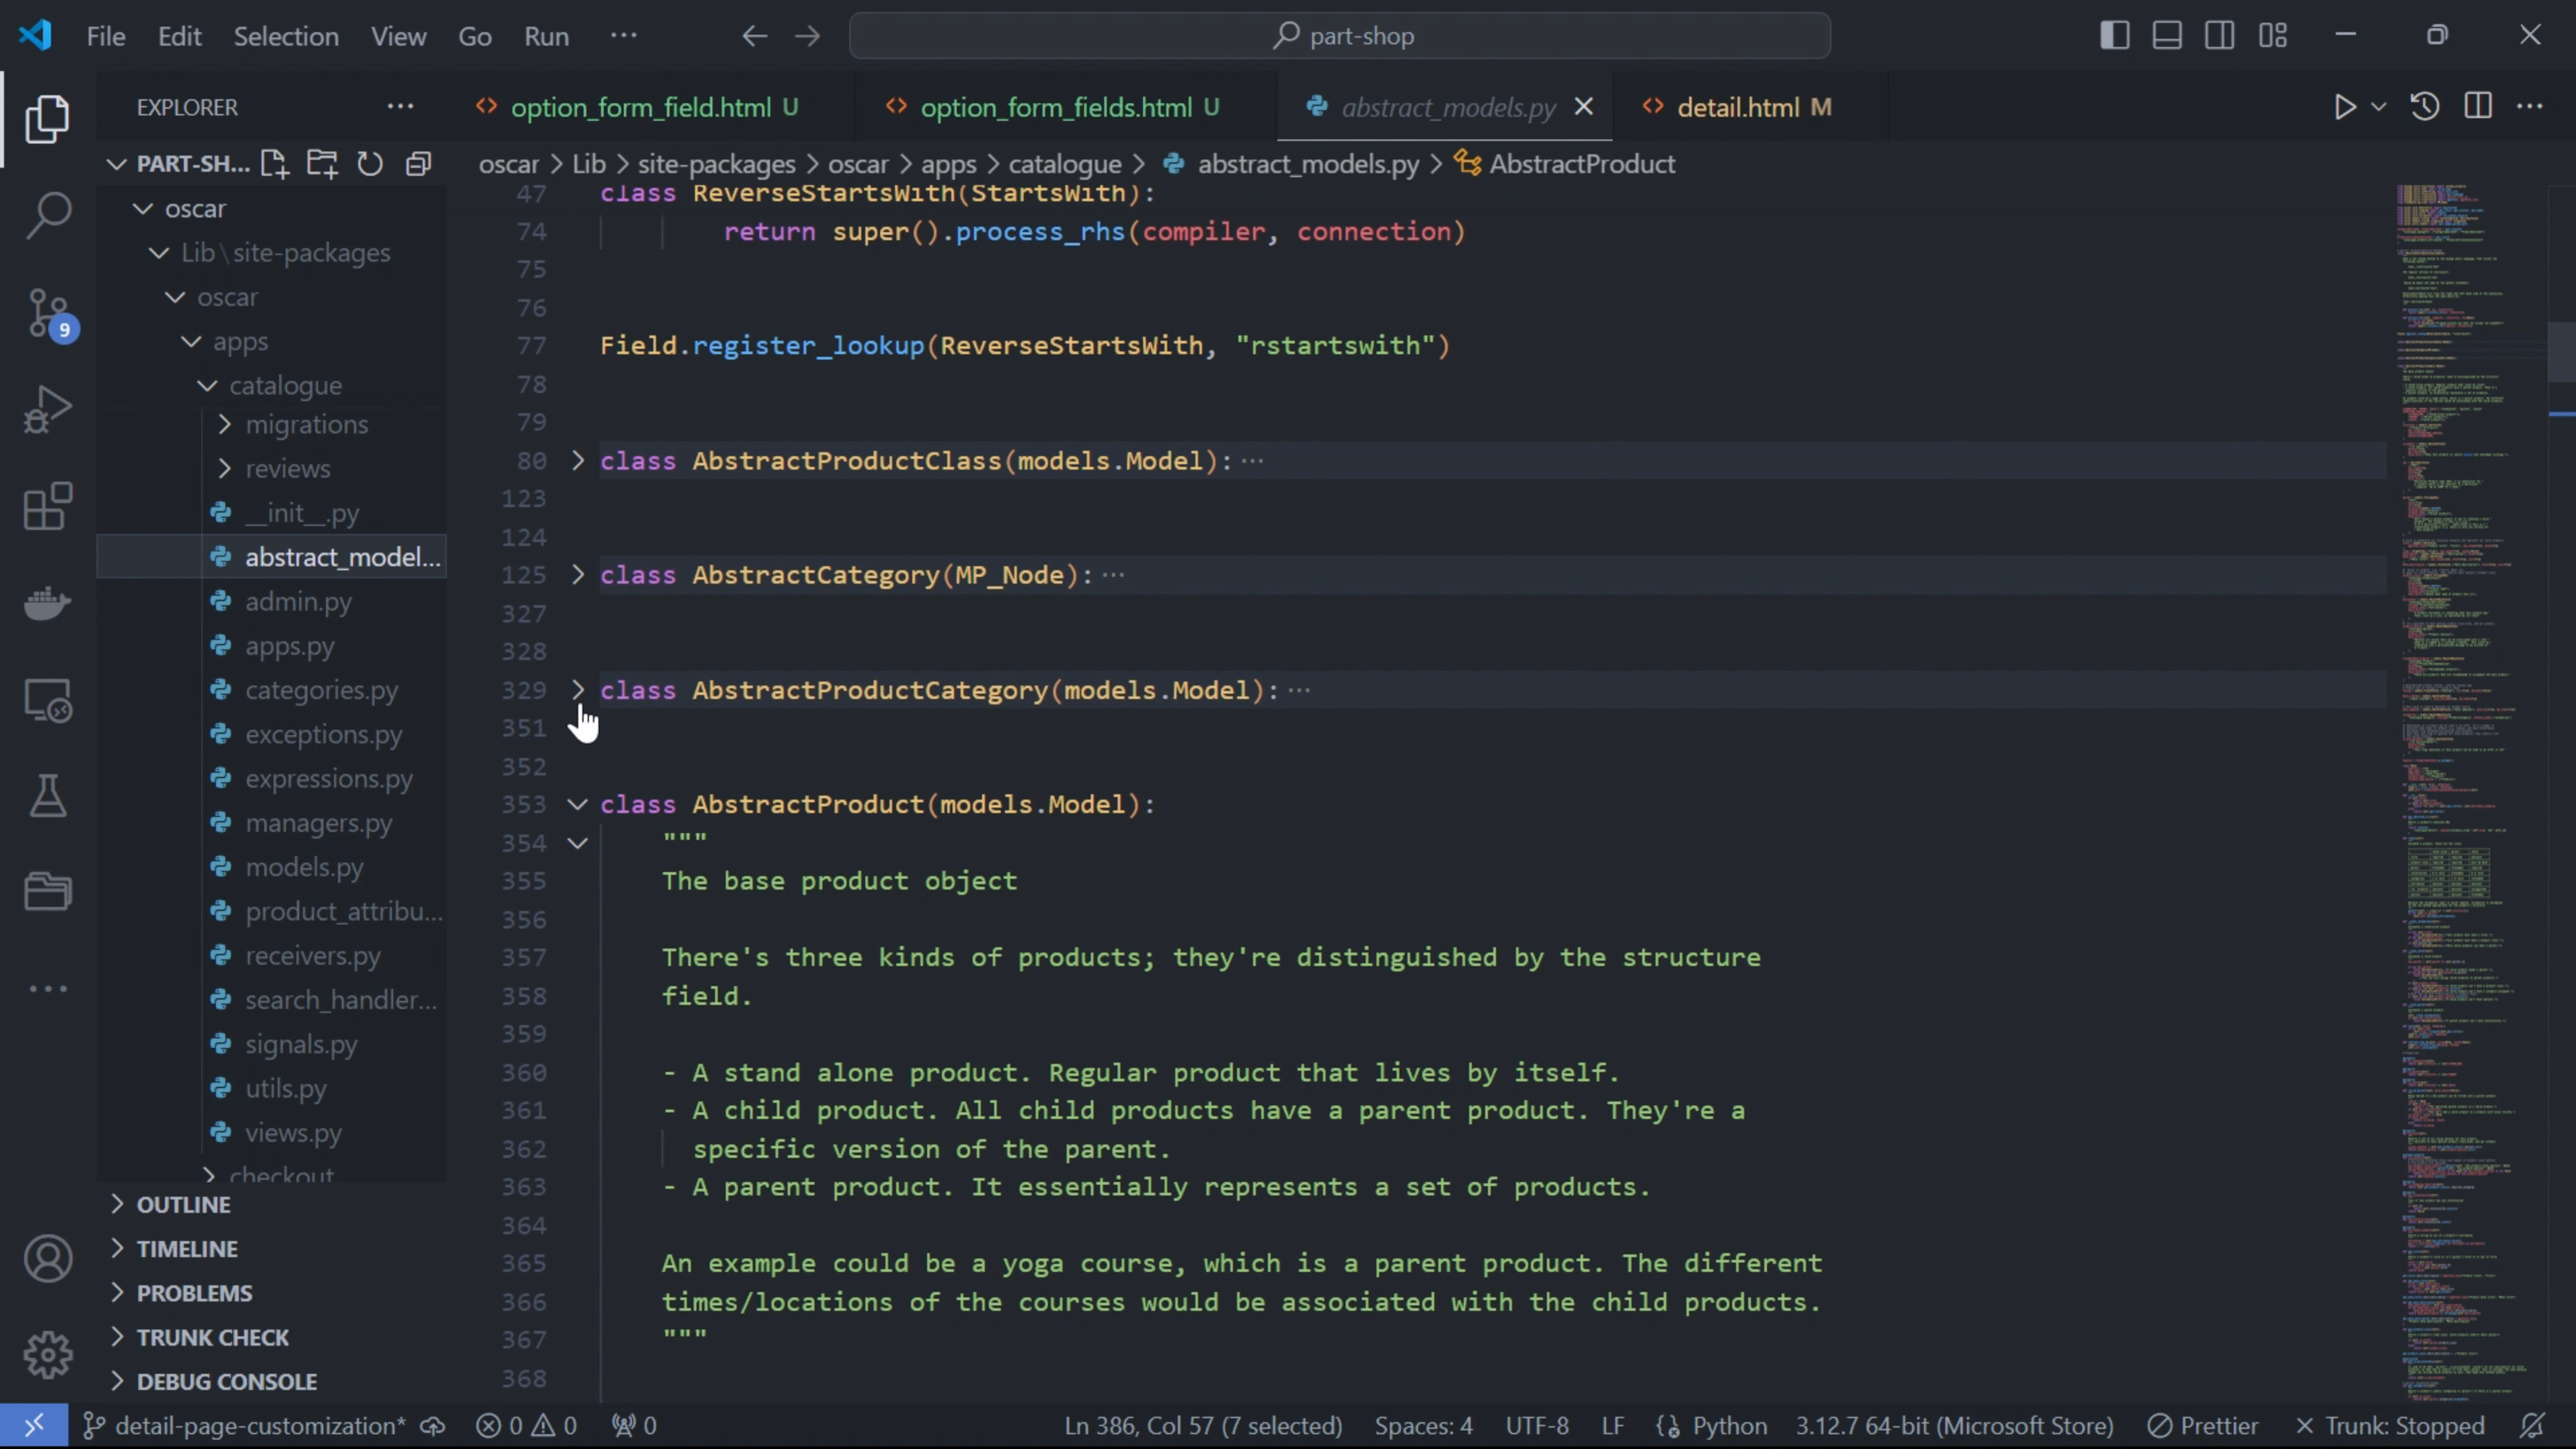 File Edit Selection View Go Run ··· part-shop
EXPLORER ···
option_form_field.html U
option_form_fields.html U
abstract_models.py
detail.html M
PART-SH...
oscar > Lib > site-packages > oscar > apps > catalogue > abstract_models.py > AbstractProduct
oscar
Lib\site-packages
oscar
apps
catalogue
migrations
reviews
__init__.py
abstract_model...
admin.py
apps.py
categories.py
exceptions.py
expressions.py
managers.py
models.py
product_attribu...
receivers.py
search_handler...
signals.py
utils.py
views.py
checkout
OUTLINE
TIMELINE
PROBLEMS
TRUNK CHECK
DEBUG CONSOLE
9
47 class ReverseStartsWith(StartsWith):
74 return super().process_rhs(compiler, connection)
75
76
77 Field.register_lookup(ReverseStartsWith, "rstartswith")
78
79
80 class AbstractProductClass(models.Model): ···
123
124
125 class AbstractCategory(MP_Node): ···
327
328
329 class AbstractProductCategory(models.Model): ···
351
352
353 class AbstractProduct(models.Model):
354 """
355 The base product object
356
357 There's three kinds of products; they're distinguished by the structure
358 field.
359
360 - A stand alone product. Regular product that lives by itself.
361 - A child product. All child products have a parent product. They're a
362 specific version of the parent.
363 - A parent product. It essentially represents a set of products.
364
365 An example could be a yoga course, which is a parent product. The different
366 times/locations of the courses would be associated with the child products.
367 """
368
detail-page-customization* 0 0 0 Ln 386, Col 57 (7 selected) Spaces: 4 UTF-8 LF Python 3.12.7 64-bit (Microsoft Store) Prettier Trunk: Stopped